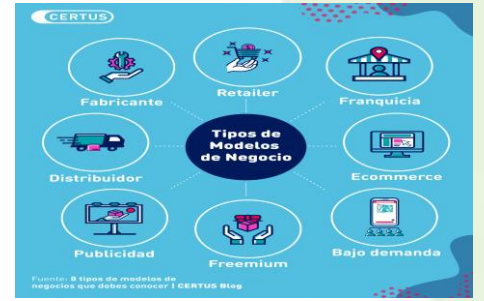 CERTUS
Fabricante
Retailer
Franquicia
Tipos de
Modelos
de Negocio
Distribuidor
Ecommerce
Publicidad
Freemium
Bajo demanda
Fuente: 8 tipos de modelos de
negocios que debes conocer | CERTUS Blog